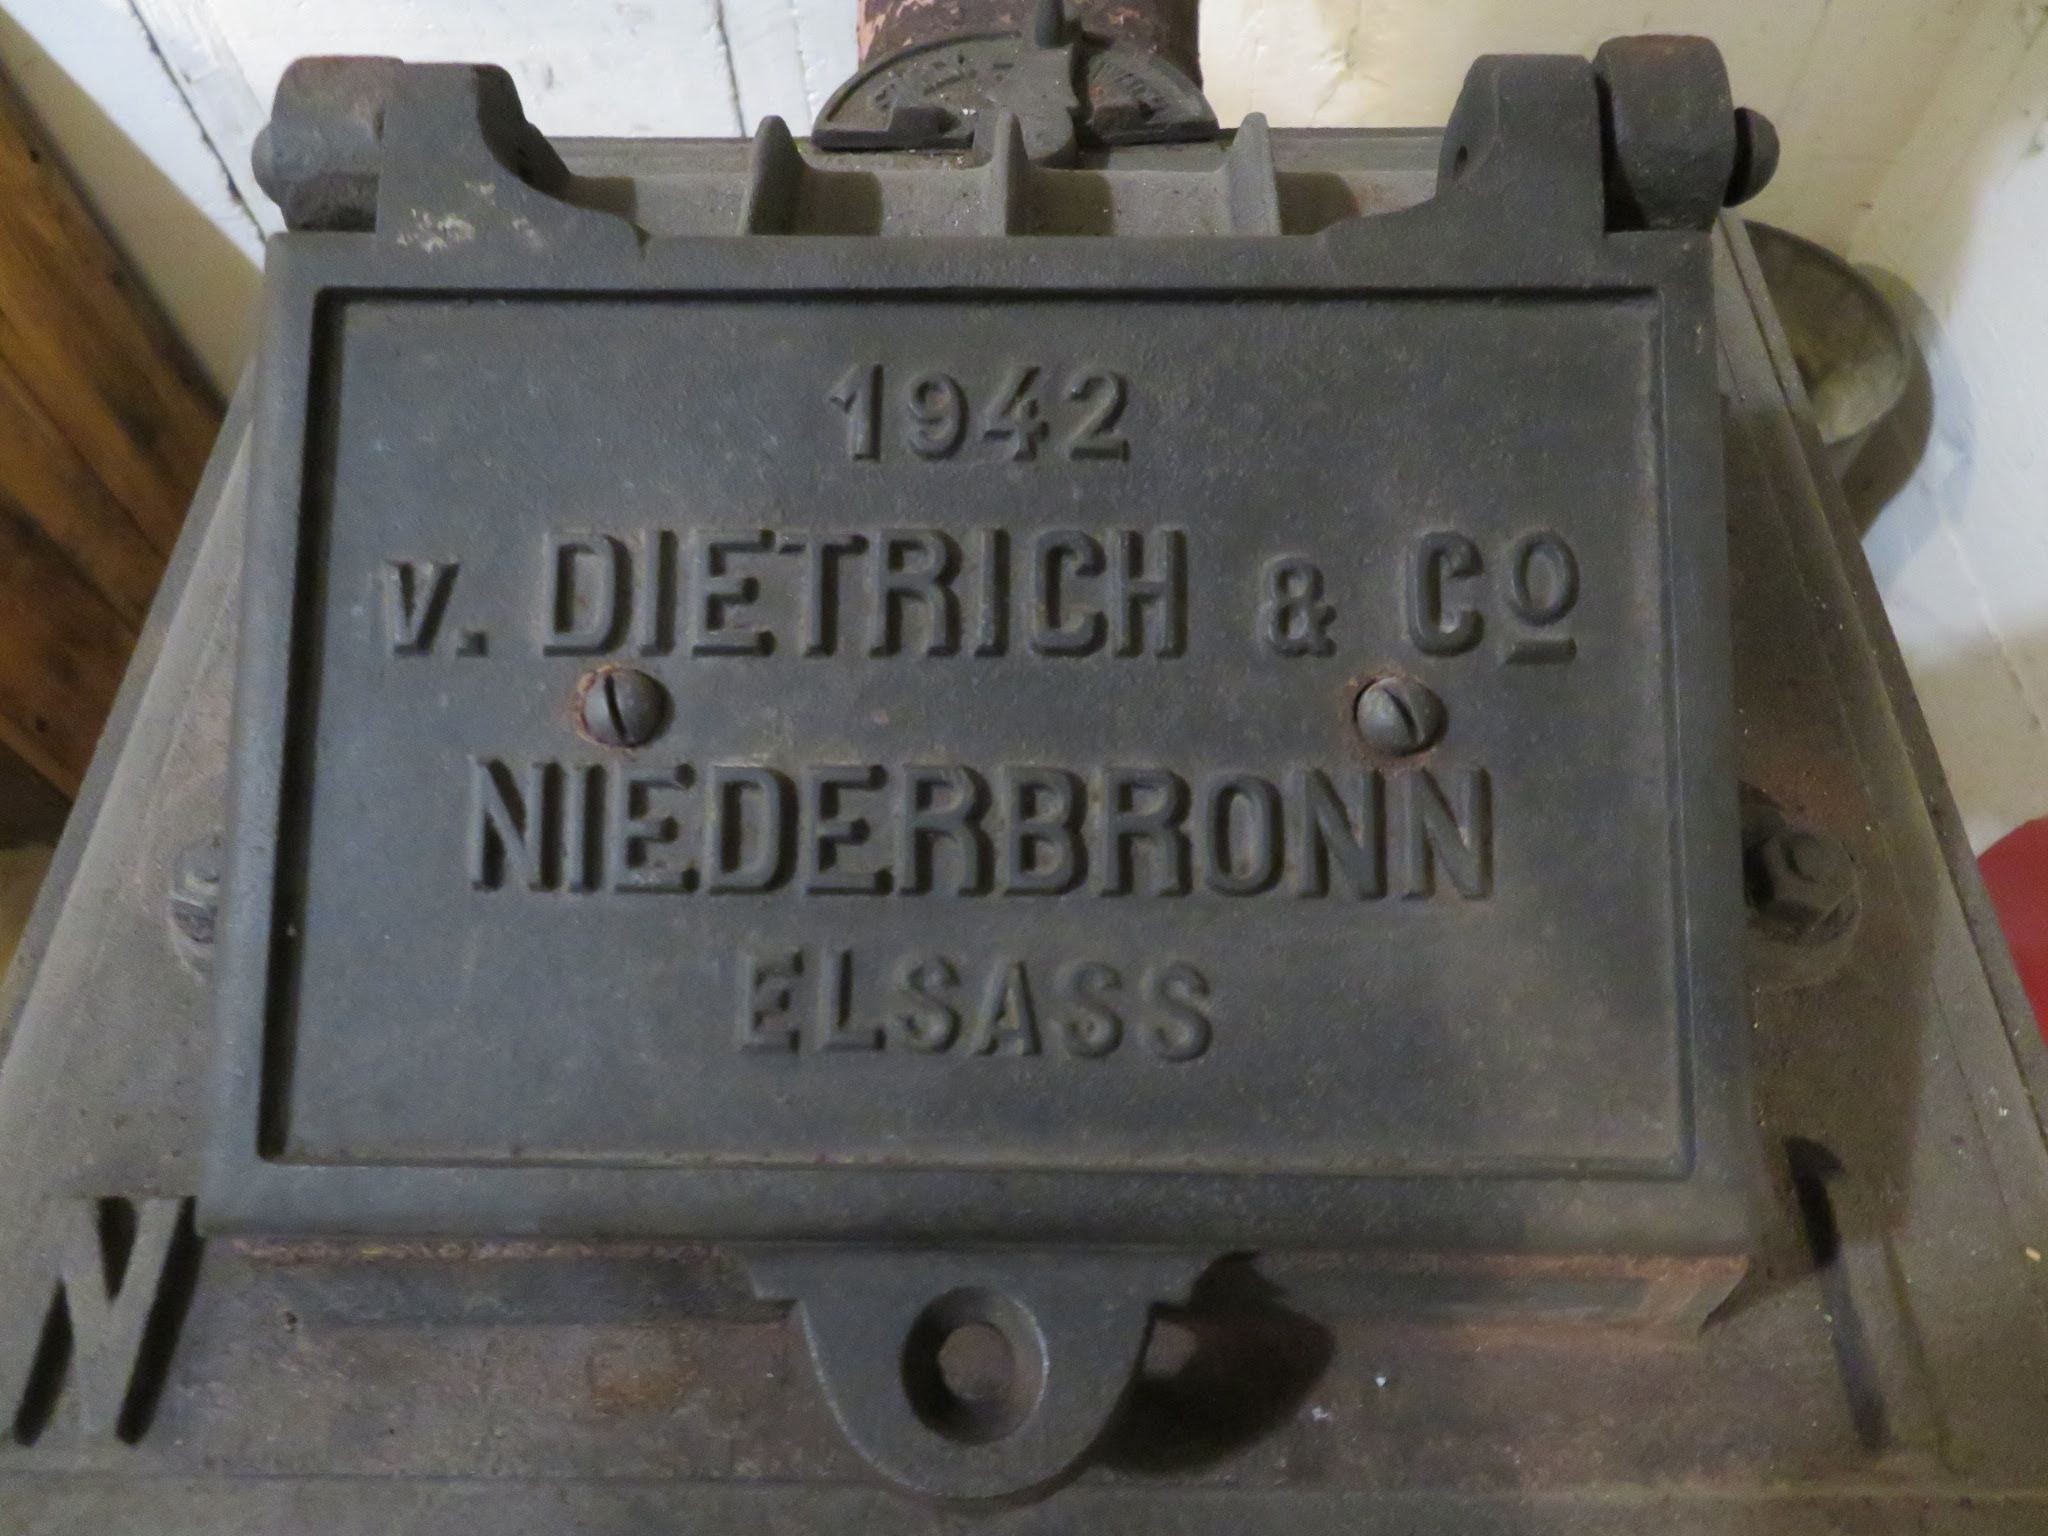 1942
v. DIETRICH & Cº
NIEDERBRONN
ELSASS